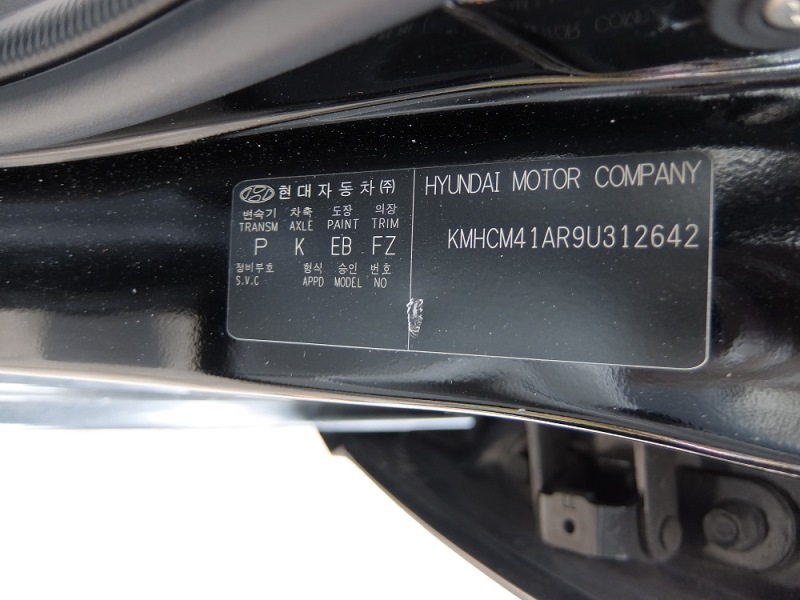 현대자동차㈜
변속기 차축 도장 의장
TRANSM AXLE PAINT TRIM
P K EB FZ
정비부호 형식 승인 번호
S.V.C APPD MODEL NO
HYUNDAI MOTOR COMPANY
KMHCM41AR9U312642